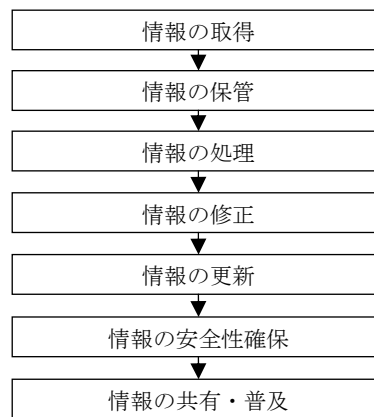 情報の取得
情報の保管
情報の処理
情報の修正
情報の更新
情報の安全性確保
情報の共有・普及